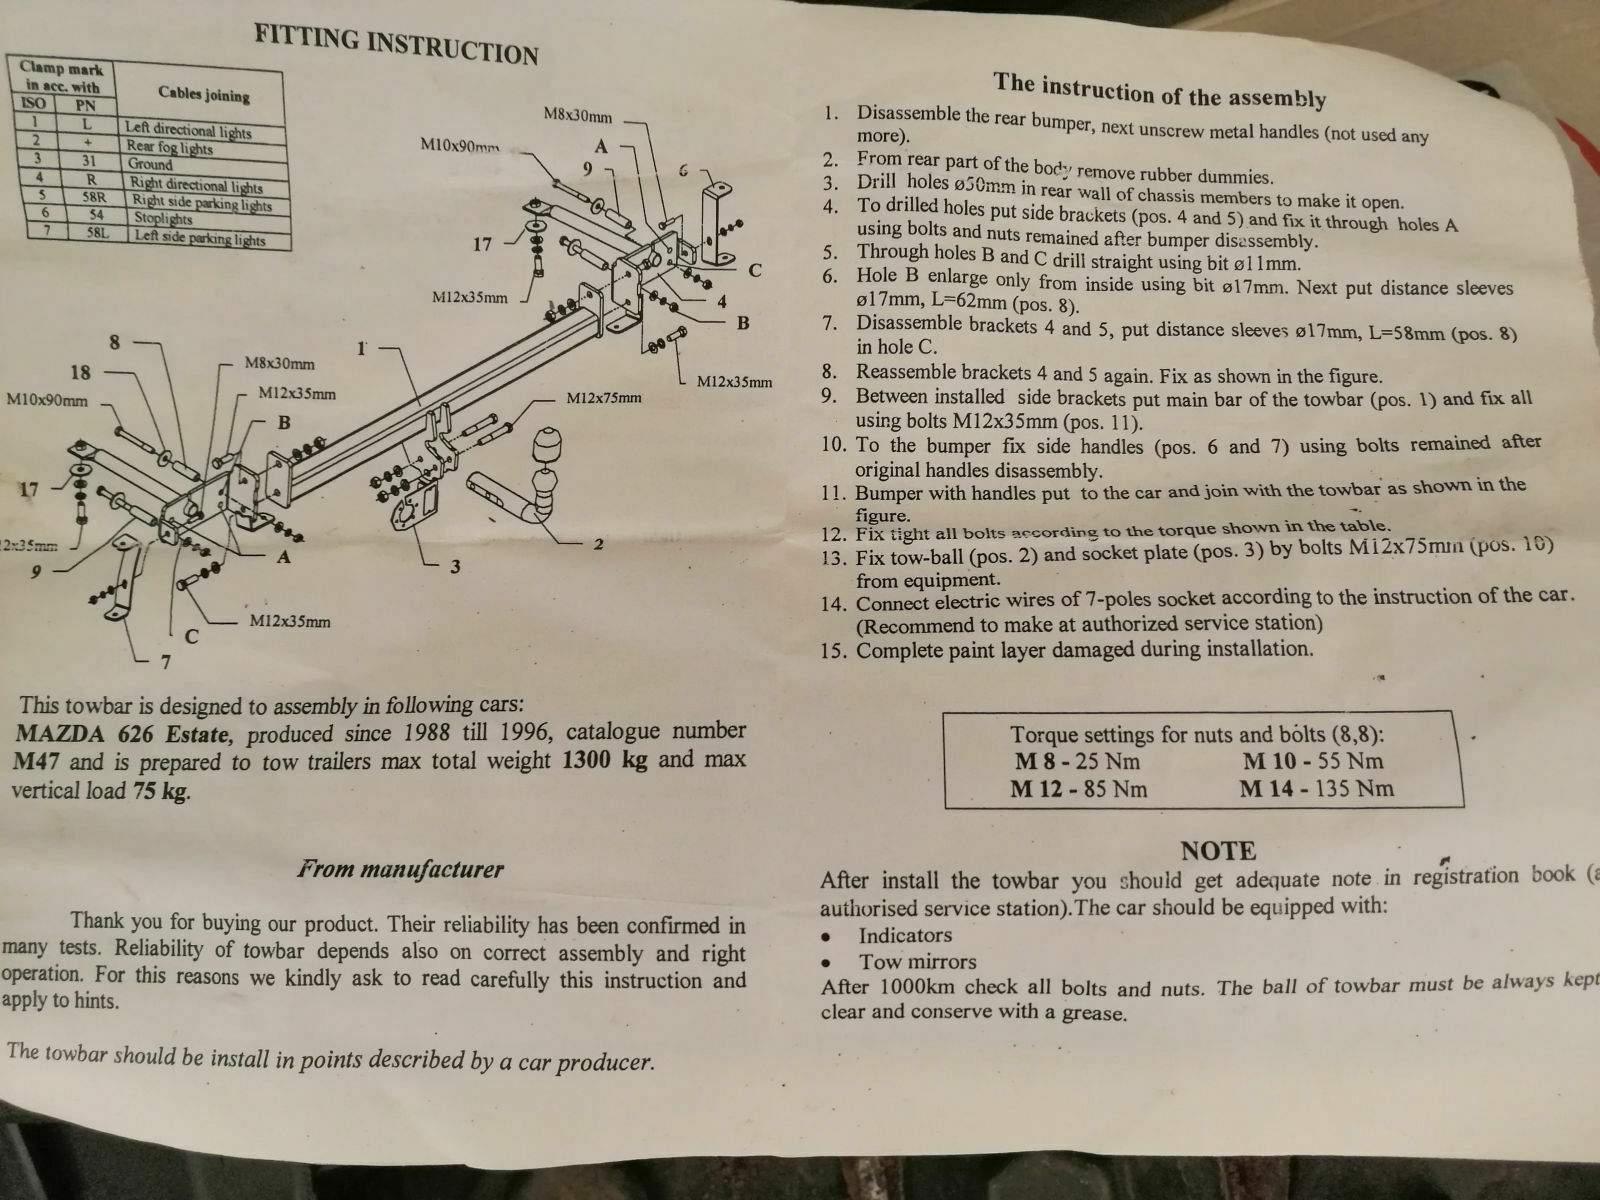 FITTING INSTRUCTION
Clamp mark
in acc. with
Cables joining
ISO PN
1 L Left directional lights
2 + Rear fog lights
3 31 Ground
4 R Right directional lights
5 58R Right side parking lights
6 54 Stoplights
7 58L Left side parking lights
M8x30mm
M10x90mm
A
9
6
17
C
M12x35mm
4
B
8
1
M8x30mm
18
M12x35mm
M12x35mm
M10x90mm
M12x75mm
B
17
2x35mm
2
A
9
3
M12x35mm
C
7
This towbar is designed to assembly in following cars:
MAZDA 626 Estate, produced since 1988 till 1996, catalogue number
M47 and is prepared to tow trailers max total weight 1300 kg and max
vertical load 75 kg.
From manufacturer
Thank you for buying our product. Their reliability has been confirmed in
many tests. Reliability of towbar depends also on correct assembly and right
operation. For this reasons we kindly ask to read carefully this instruction and
apply to hints.
The towbar should be install in points described by a car producer.
The instruction of the assembly
1. Disassemble the rear bumper, next unscrew metal handles (not used any
more).
2. From rear part of the body remove rubber dummies.
3. Drill holes ø50mm in rear wall of chassis members to make it open.
4. To drilled holes put side brackets (pos. 4 and 5) and fix it through holes A
using bolts and nuts remained after bumper disassembly.
5. Through holes B and C drill straight using bit ø11mm.
6. Hole B enlarge only from inside using bit ø17mm. Next put distance sleeves
ø17mm, L=62mm (pos. 8).
7. Disassemble brackets 4 and 5, put distance sleeves ø17mm, L=58mm (pos. 8)
in hole C.
8. Reassemble brackets 4 and 5 again. Fix as shown in the figure.
9. Between installed side brackets put main bar of the towbar (pos. 1) and fix all
using bolts M12x35mm (pos. 11).
10. To the bumper fix side handles (pos. 6 and 7) using bolts remained after
original handles disassembly.
11. Bumper with handles put to the car and join with the towbar as shown in the
figure.
12. Fix tight all bolts according to the torque shown in the table.
13. Fix tow-ball (pos. 2) and socket plate (pos. 3) by bolts M12x75mm (pos. 10)
from equipment.
14. Connect electric wires of 7-poles socket according to the instruction of the car.
(Recommend to make at authorized service station)
15. Complete paint layer damaged during installation.
Torque settings for nuts and bolts (8,8):
M 8 - 25 Nm M 10 - 55 Nm
M 12 - 85 Nm M 14 - 135 Nm
NOTE
After install the towbar you should get adequate note in registration book (a
authorised service station).The car should be equipped with:
• Indicators
• Tow mirrors
After 1000km check all bolts and nuts. The ball of towbar must be always kept
clear and conserve with a grease.